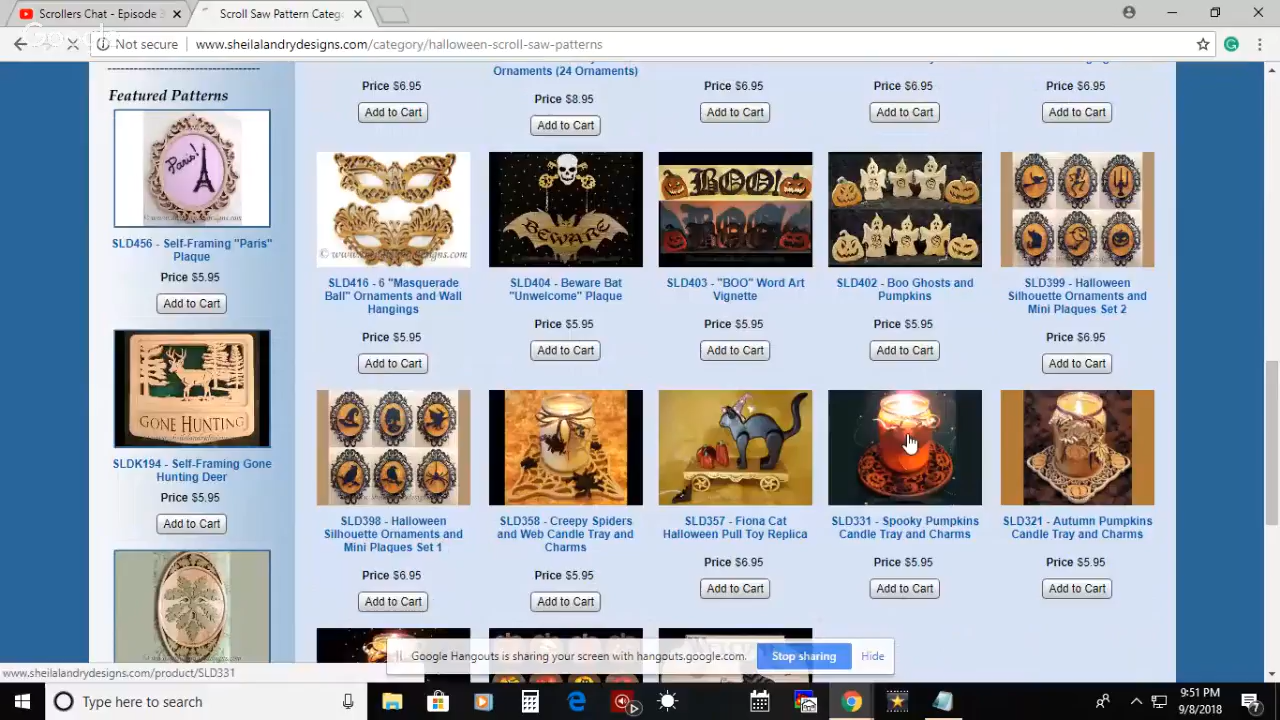 Scrollers Chat - Episode
Scroll Saw Pattern Catego
Google
Not secure
www.sheilalandrydesigns.com/category/halloween-scroll-saw-patterns
Featured Patterns
Paris!
SLD456 - Self-Framing "Paris"
Plaque
Price $5.95
Add to Cart
GONE HUNTING
SLDK194 - Self-Framing Gone
Hunting Deer
Price $5.95
Add to Cart
Price $6.95
Add to Cart
Ornaments (24 Ornaments)
Price $8.95
Add to Cart
Price $6.95
Add to Cart
Price $6.95
Add to Cart
Price $6.95
Add to Cart
© www.sheilalandrydesigns.com
SLD416 - 6 "Masquerade
Ball" Ornaments and Wall
Hangings
Price $5.95
Add to Cart
BEWARE
SLD404 - Beware Bat
"Unwelcome" Plaque
Price $5.95
Add to Cart
BOO!
SLD403 - "BOO" Word Art
Vignette
Price $5.95
Add to Cart
SLD402 - Boo Ghosts and
Pumpkins
Price $5.95
Add to Cart
SLD399 - Halloween
Silhouette Ornaments and
Mini Plaques Set 2
Price $6.95
Add to Cart
SLD398 - Halloween
Silhouette Ornaments and
Mini Plaques Set 1
Price $6.95
Add to Cart
SLD358 - Creepy Spiders
and Web Candle Tray and
Charms
Price $5.95
Add to Cart
SLD357 - Fiona Cat
Halloween Pull Toy Replica
Price $6.95
Add to Cart
SLD331 - Spooky Pumpkins
Candle Tray and Charms
Price $5.95
Add to Cart
SLD321 - Autumn Pumpkins
Candle Tray and Charms
Price $5.95
Add to Cart
Google Hangouts is sharing your screen with hangouts.google.com.
Stop sharing
Hide
www.sheilalandrydesigns.com/product/SLD331
Type here to search
9:51 PM
9/8/2018
7